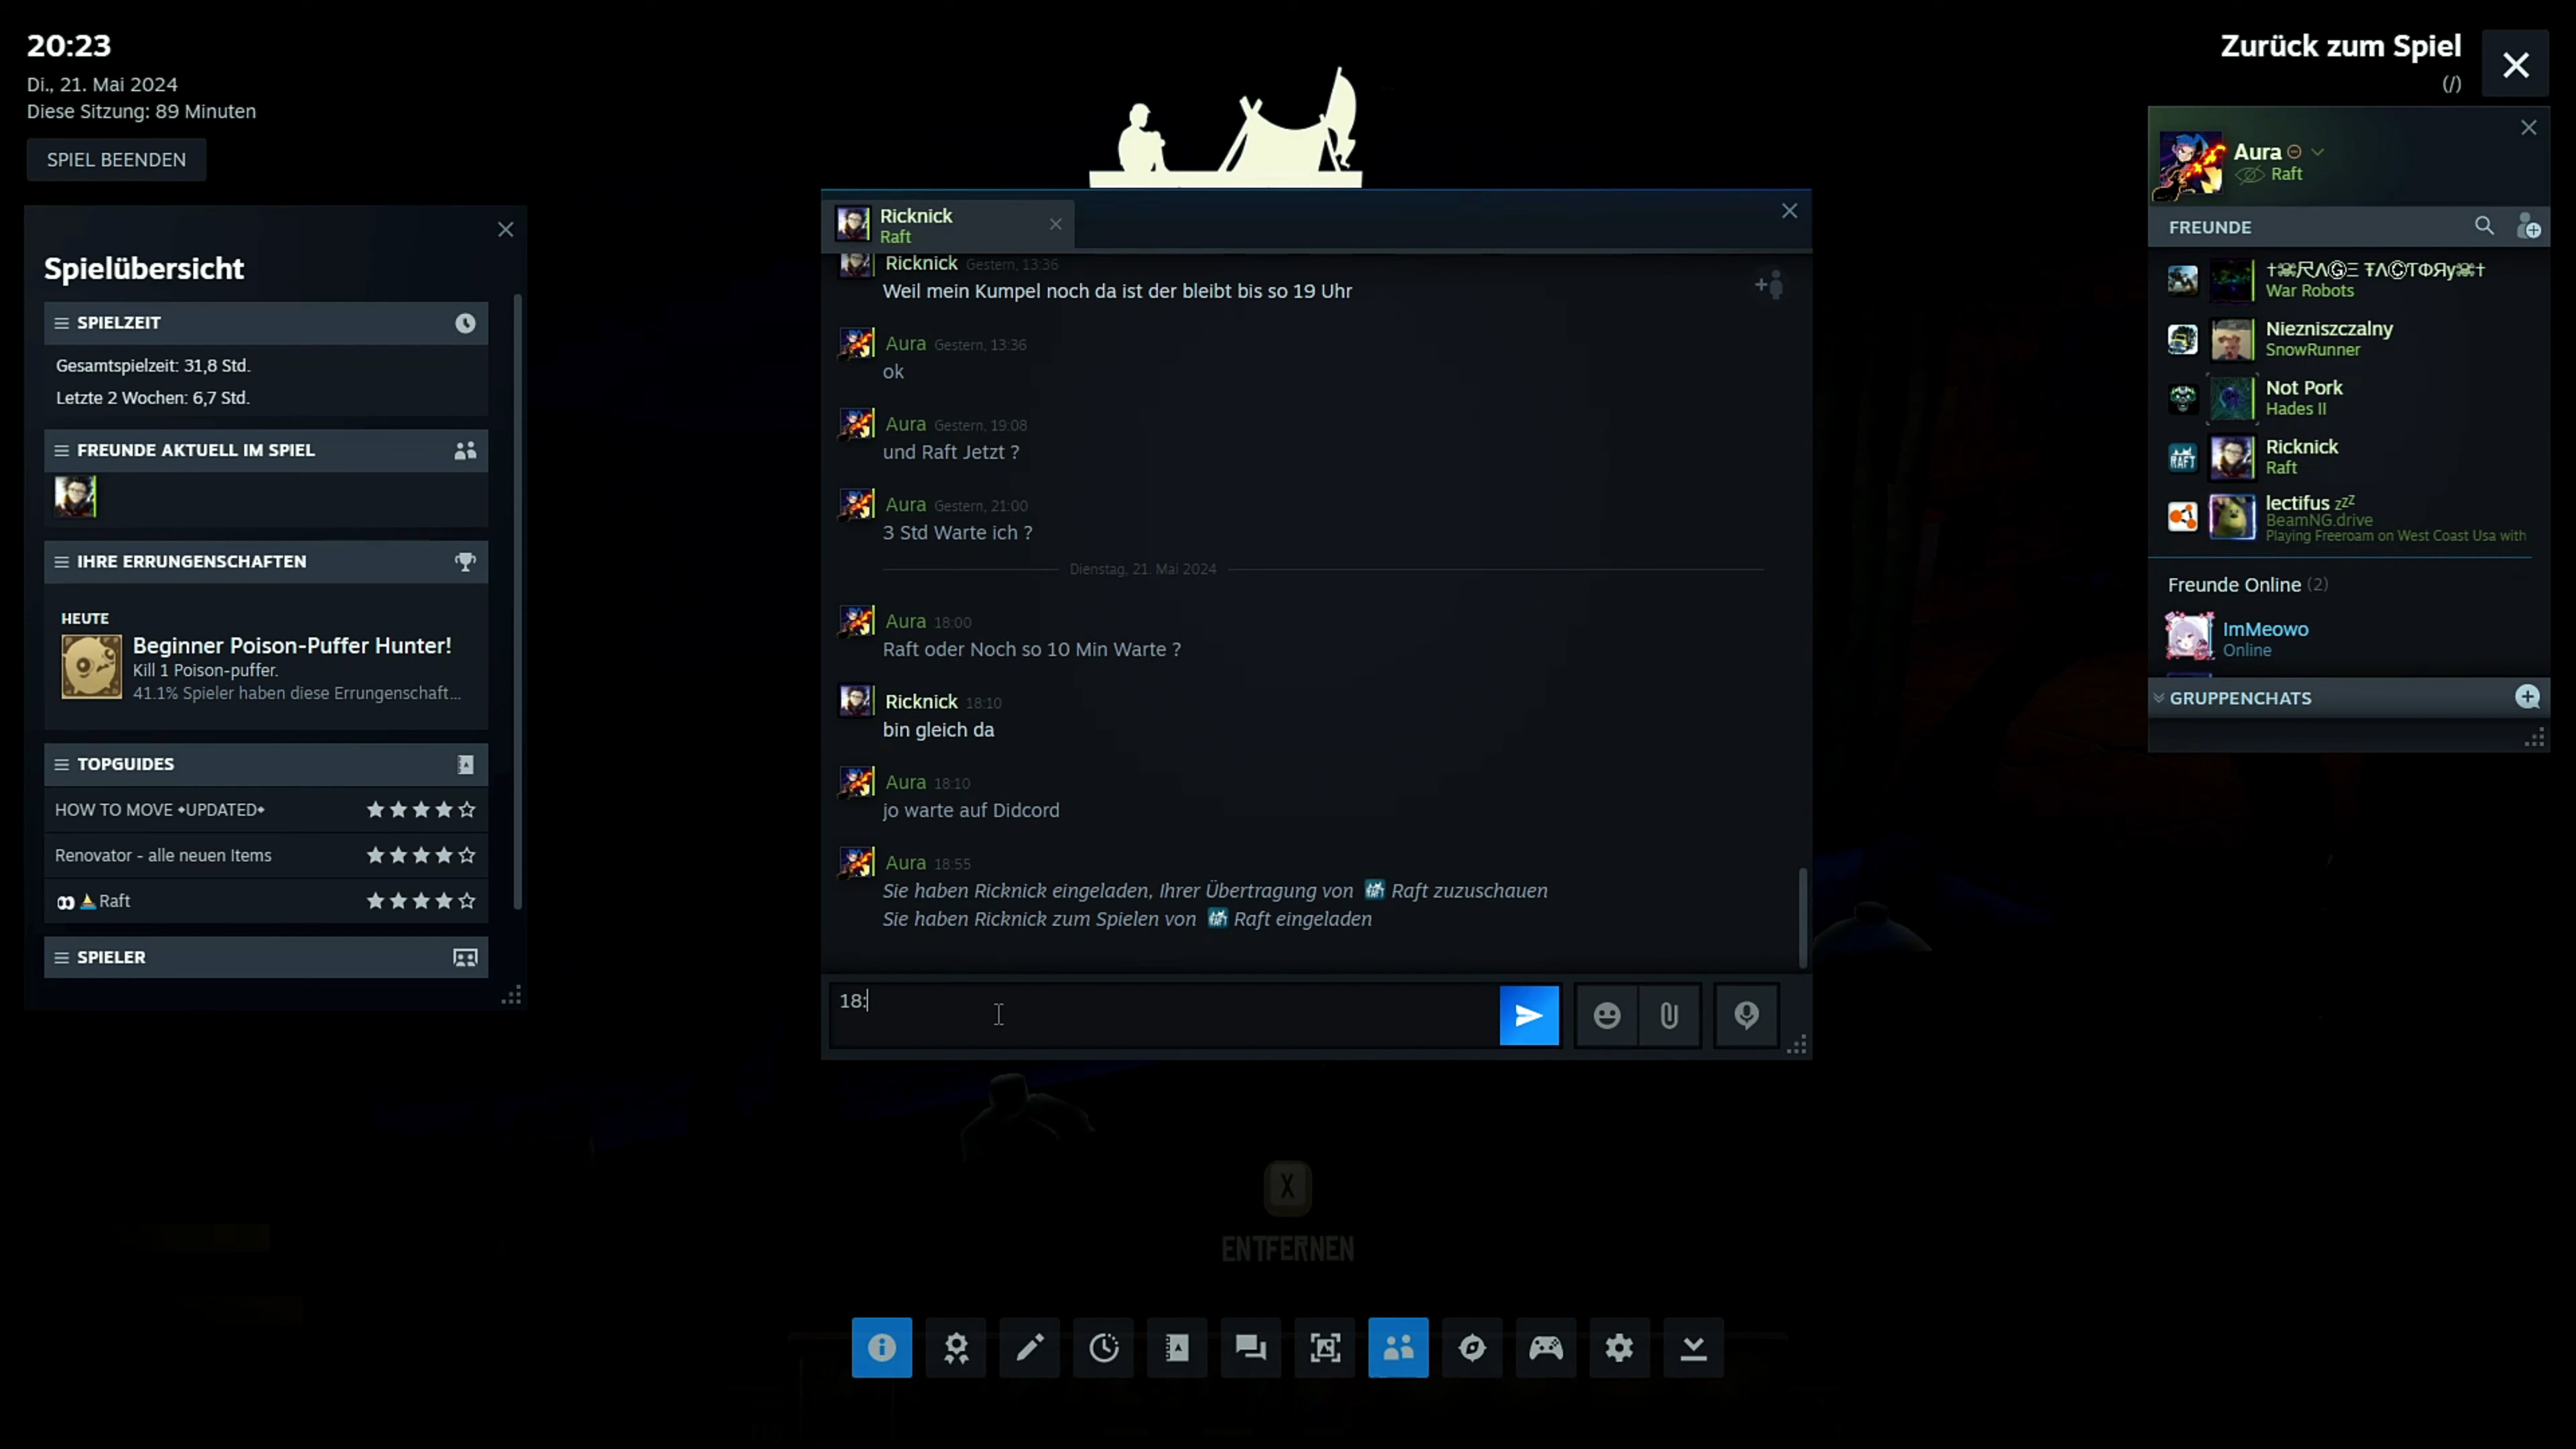 20:23
Di., 21. Mai 2024
Diese Sitzung: 89 Minuten
SPIEL BEENDEN
Zurück zum Spiel
(/)
Spielübersicht
SPIELZEIT
Gesamtspielzeit: 31,8 Std.
Letzte 2 Wochen: 6,7 Std.
FREUNDE AKTUELL IM SPIEL
IHRE ERRUNGENSCHAFTEN
HEUTE
Beginner Poison-Puffer Hunter!
Kill 1 Poison-puffer.
41.1% Spieler haben diese Errungenschaft...
TOPGUIDES
HOW TO MOVE •UPDATED•
Renovator - alle neuen Items
Raft
SPIELER
Ricknick
Raft
Ricknick Gestern, 13:36
Weil mein Kumpel noch da ist der bleibt bis so 19 Uhr
Aura Gestern, 13:36
ok
Aura Gestern, 19:08
und Raft Jetzt ?
Aura Gestern, 21:00
3 Std Warte ich ?
Dienstag, 21. Mai 2024
Aura 18:00
Raft oder Noch so 10 Min Warte ?
Ricknick 18:10
bin gleich da
Aura 18:10
jo warte auf Didcord
Aura 18:55
Sie haben Ricknick eingeladen, Ihrer Übertragung von Raft zuzuschauen
Sie haben Ricknick zum Spielen von Raft eingeladen
18:
Aura
Raft
FREUNDE
War Robots
Niezniszczalny
SnowRunner
Not Pork
Hades II
RAFT
Ricknick
Raft
lectifus zzz
BeamNG.drive
Playing Freeroam on West Coast Usa with
Freunde Online (2)
ImMeowo
Online
GRUPPENCHATS
X
ENTFERNEN